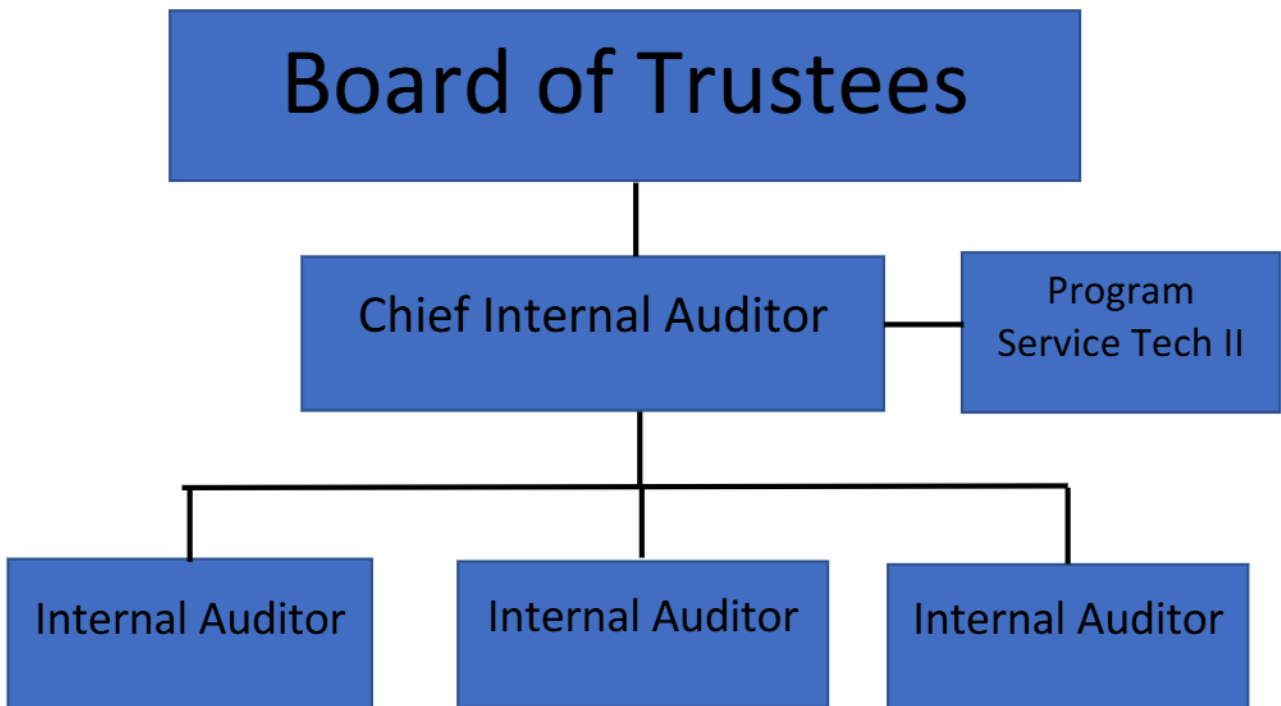 Board of Trustees
Chief Internal Auditor
Program
Service Tech II
Internal Auditor
Internal Auditor
Internal Auditor